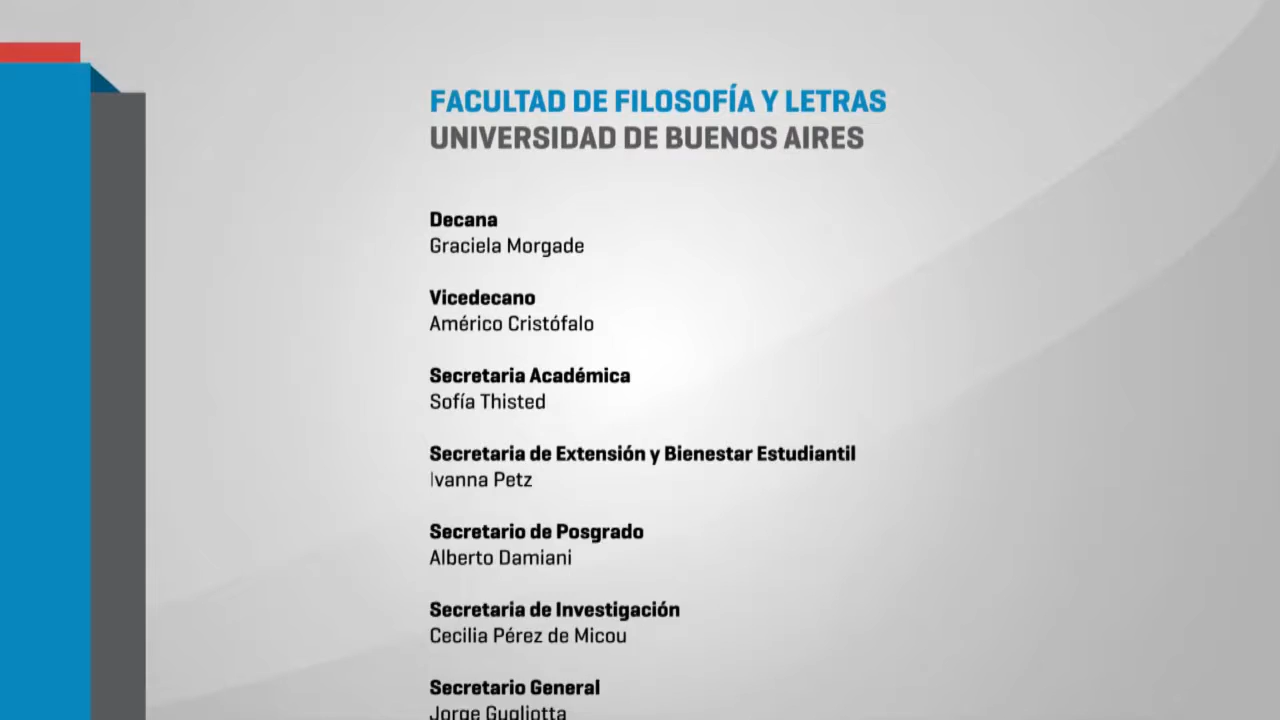 FACULTAD DE FILOSOFÍA Y LETRAS
UNIVERSIDAD DE BUENOS AIRES
Decana
Graciela Morgade
Vicedecano
Américo Cristófalo
Secretaria Académica
Sofía Thisted
Secretaria de Extensión y Bienestar Estudiantil
Ivanna Petz
Secretario de Posgrado
Alberto Damiani
Secretaria de Investigación
Cecilia Pérez de Micou
Secretario General
Jorge Gugliotta